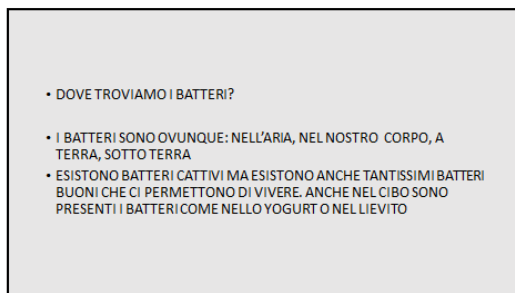 • DOVE TROVIAMO I BATTERI?
• I BATTERI SONO OVUNQUE: NELL'ARIA, NEL NOSTRO CORPO, A
TERRA, SOTTO TERRA
• ESISTONO BATTERI CATTIVI MA ESISTONO ANCHE TANTISSIMI BATTERI
BUONI CHE CI PERMETTONO DI VIVERE. ANCHE NEL CIBO SONO
PRESENTI I BATTERI COME NELLO YOGURT O NEL LIEVITO